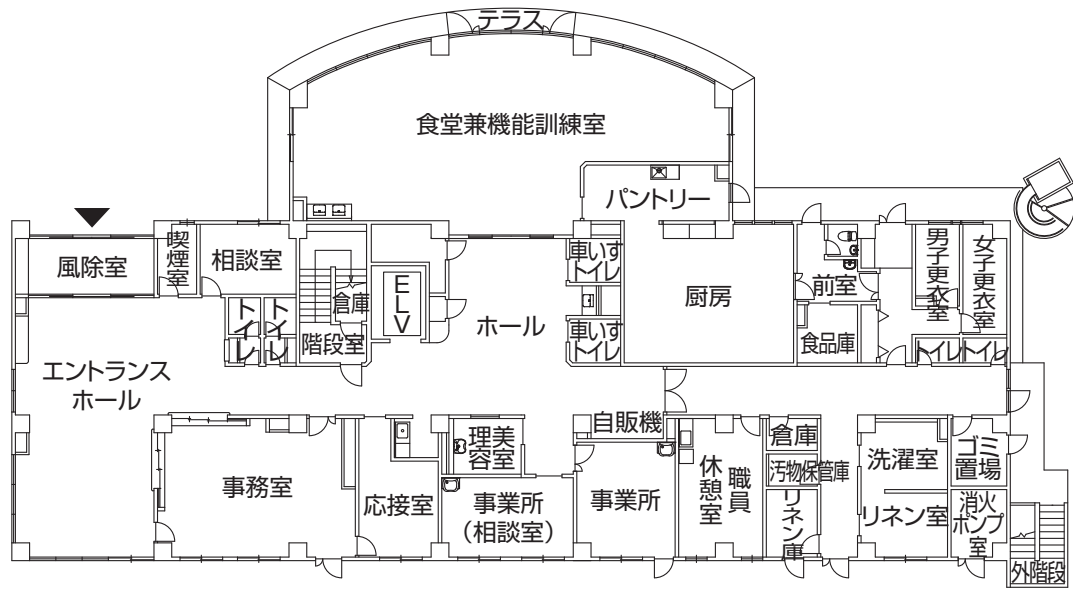 テラス
食堂兼機能訓練室
パントリー
風除室
喫煙室
相談室
トイレ
トイレ
倉庫
階段室
ELV
ホール
車いす
トイレ
車いす
トイレ
厨房
前室
食品庫
男子更衣室
女子更衣室
トイレ
トイレ
エントランス
ホール
事務室
応接室
理美
容室
事業所
（相談室）
自販機
事業所
職員
休憩室
倉庫
汚物保管庫
リネン庫
洗濯室
リネン室
ゴミ
置場
消火
ポンプ
室
外階段